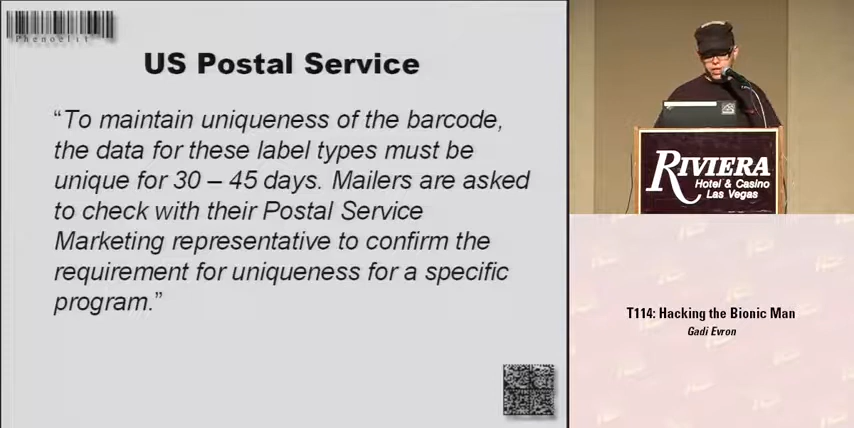 Phenoelit
US Postal Service
“To maintain uniqueness of the barcode,
the data for these label types must be
unique for 30 – 45 days. Mailers are asked
to check with their Postal Service
Marketing representative to confirm the
requirement for uniqueness for a specific
program.”
RIVIERA
Hotel & Casino
Las Vegas
T114: Hacking the Bionic Man
Gadi Evron